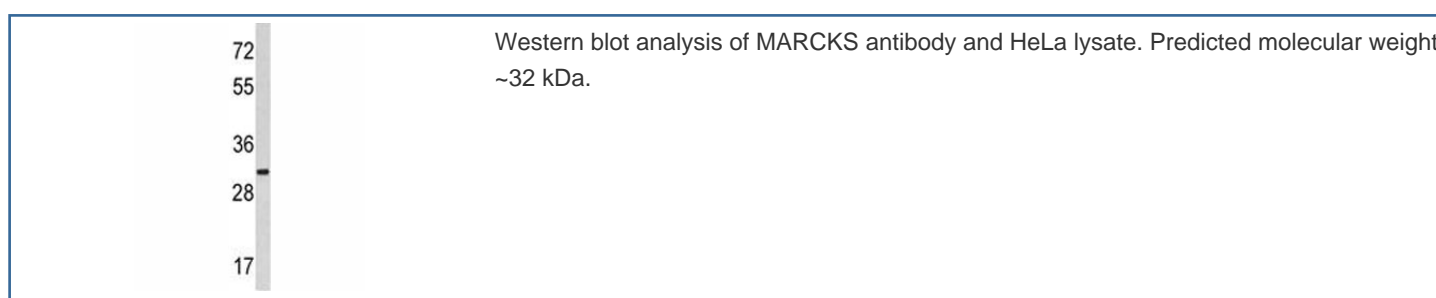 72
55
36
28
17
Western blot analysis of MARCKS antibody and HeLa lysate. Predicted molecular weight
~32 kDa.